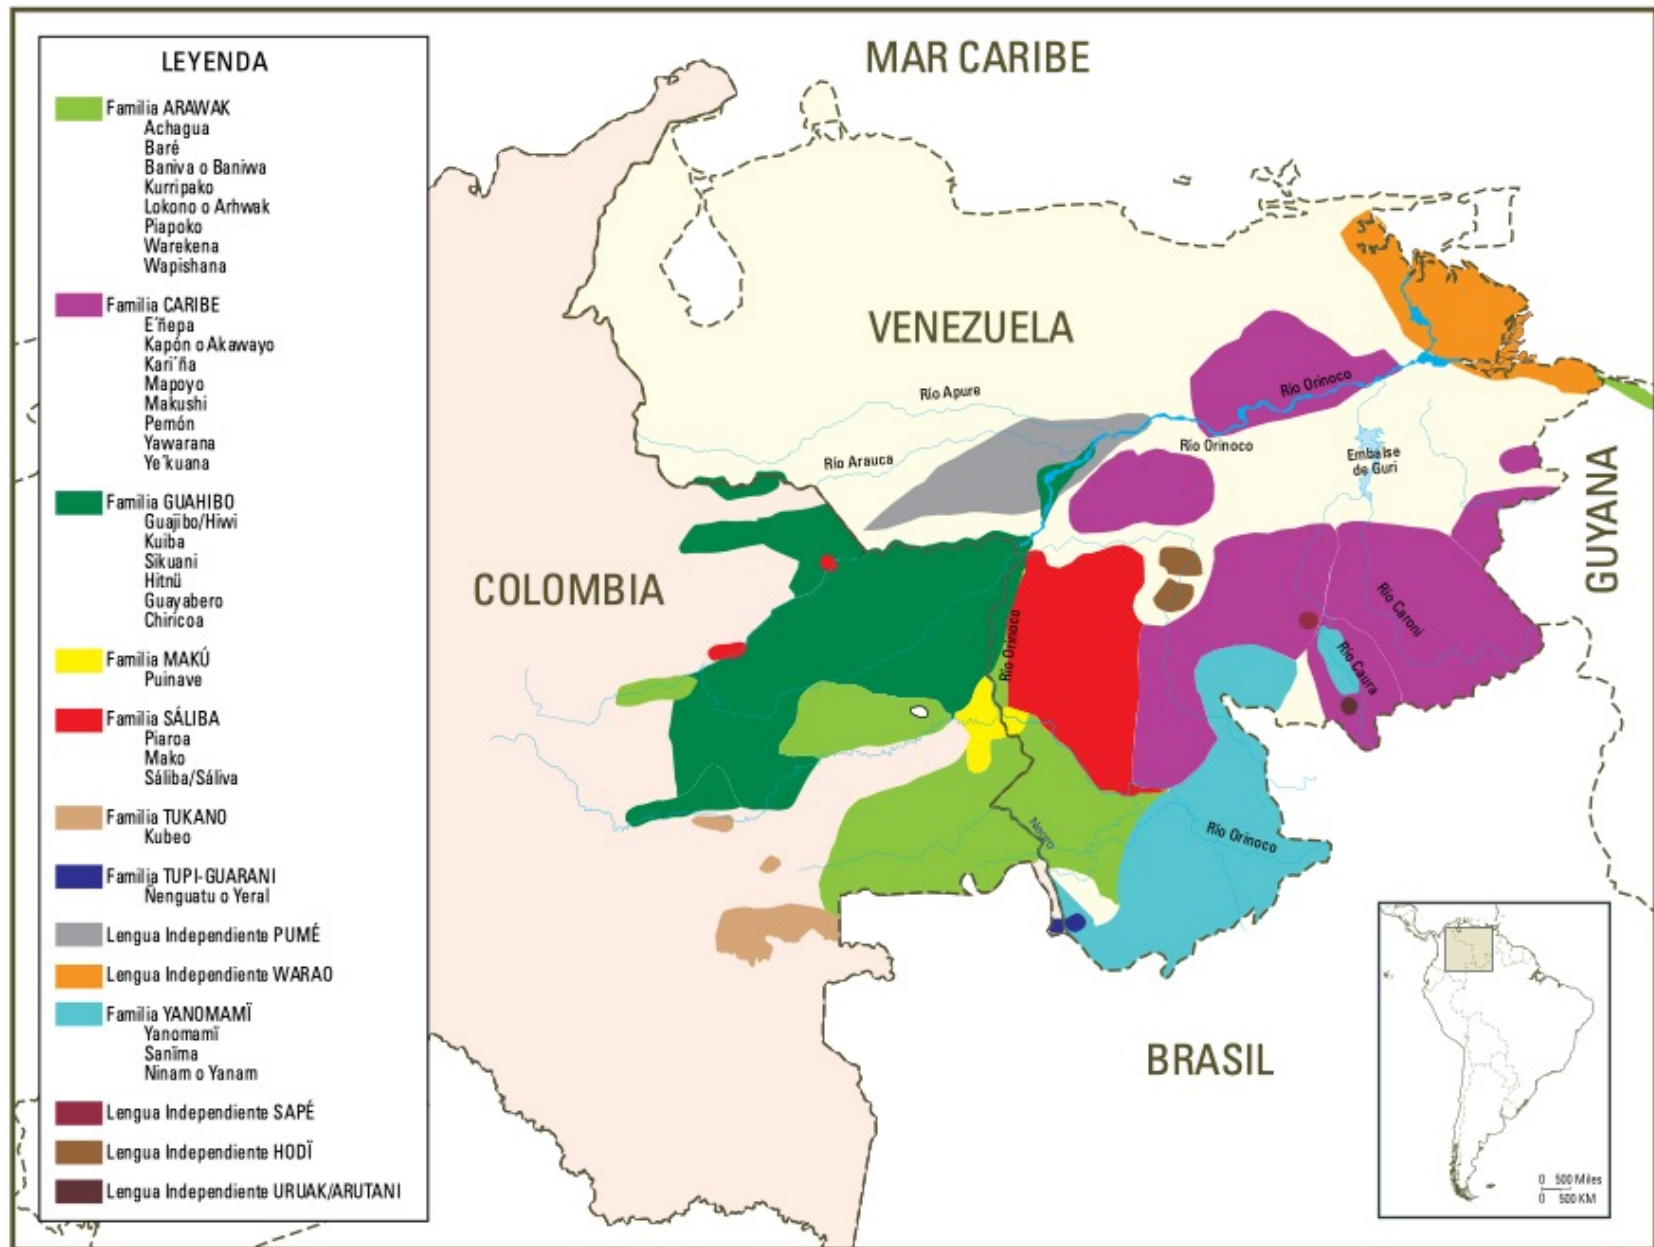 LEYENDA
Familia ARAWAK
Achagua
Baré
Baniva o Baniwa
Kurripako
Lokono o Arhwak
Piapoko
Warekena
Wapishana
Familia CARIBE
E´ñepa
Kapón o Akawayo
Kari´ña
Mapoyo
Makushi
Pemón
Yawarana
Ye´kuana
Familia GUAHIBO
Guajibo/Hiwi
Kuiba
Sikuani
Hitnü
Guayabero
Chiricoa
Familia MAKÚ
Puinave
Familia SÁLIBA
Piaroa
Mako
Sáliba/Sáliva
Familia TUKANO
Kubeo
Familia TUPI-GUARANI
Ñenguatu o Yeral
Lengua Independiente PUMÉ
Lengua Independiente WARAO
Familia YANOMAMÏ
Yanomamï
Sanïma
Ninam o Yanam
Lengua Independiente SAPÉ
Lengua Independiente HODÏ
Lengua Independiente URUAK/ARUTANI
MAR CARIBE
VENEZUELA
Río Apure
Río Orinoco
Río Arauca
Río Orinoco
Embalse
de Guri
GUYANA
COLOMBIA
Río Orinoco
Río Caroní
Río Caura
Río Orinoco
Negro
BRASIL
0 500 Miles
0 500 KM